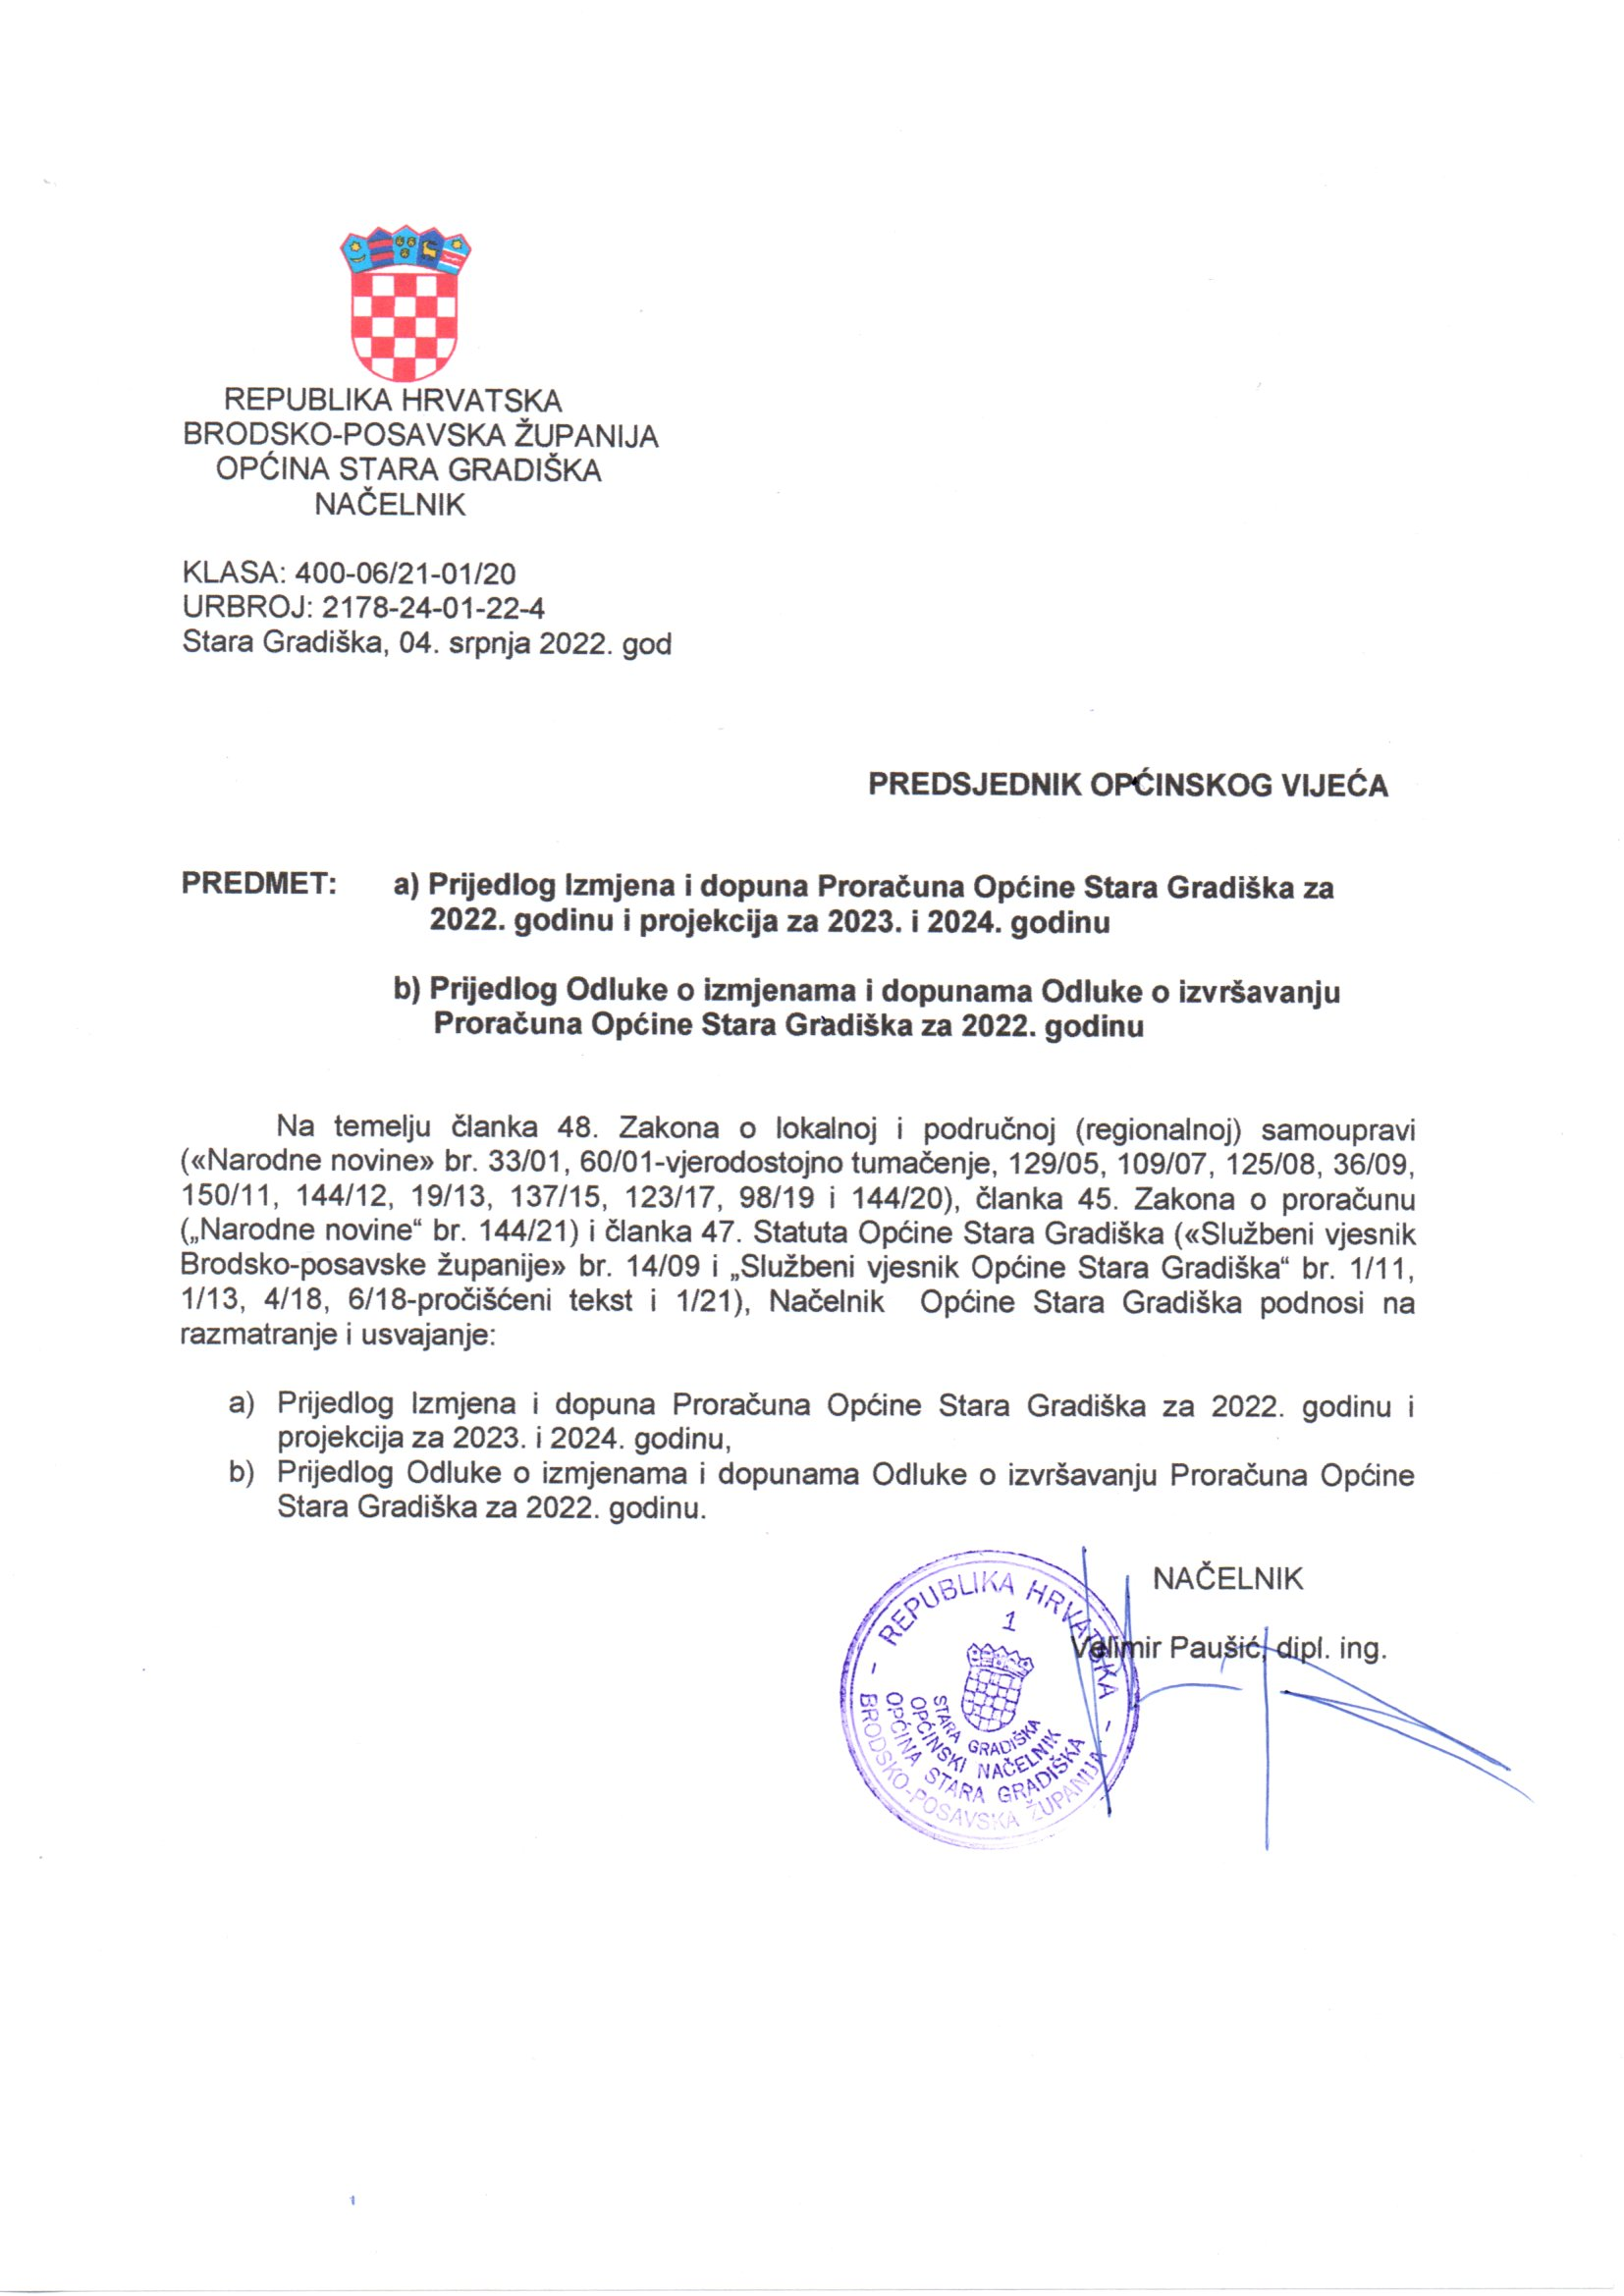 REPUBLIKA HRVATSKA
BRODSKO-POSAVSKA ŽUPANIJA
OPĆINA STARA GRADIŠKA
NAČELNIK
KLASA: 400-06/21-01/20
URBROJ: 2178-24-01-22-4
Stara Gradiška, 04. srpnja 2022. god
PREDSJEDNIK OPĆINSKOG VIJEĆA
PREDMET: a) Prijedlog Izmjena i dopuna Proračuna Općine Stara Gradiška za
2022. godinu i projekcija za 2023. i 2024. godinu
b) Prijedlog Odluke o izmjenama i dopunama Odluke o izvršavanju
Proračuna Općine Stara Gradiška za 2022. godinu
Na temelju članka 48. Zakona o lokalnoj i područnoj (regionalnoj) samoupravi
(«Narodne novine» br. 33/01, 60/01-vjerodostojno tumačenje, 129/05, 109/07, 125/08, 36/09,
150/11, 144/12, 19/13, 137/15, 123/17, 98/19 i 144/20), članka 45. Zakona o proračunu
(„Narodne novine“ br. 144/21) i članka 47. Statuta Općine Stara Gradiška («Službeni vjesnik
Brodsko-posavske županije» br. 14/09 i „Službeni vjesnik Općine Stara Gradiška“ br. 1/11,
1/13, 4/18, 6/18-pročišćeni tekst i 1/21), Načelnik Općine Stara Gradiška podnosi na
razmatranje i usvajanje:
a) Prijedlog Izmjena i dopuna Proračuna Općine Stara Gradiška za 2022. godinu i
projekcija za 2023. i 2024. godinu,
b) Prijedlog Odluke o izmjenama i dopunama Odluke o izvršavanju Proračuna Općine
Stara Gradiška za 2022. godinu.
NAČELNIK
Velimir Paušić, dipl. ing.
- REPUBLIKA HRVATSKA -
1
STARA GRADIŠKA
OPĆINSKI NAČELNIK
OPĆINA STARA GRADIŠKA
BRODSKO-POSAVSKA ŽUPANIJA
1